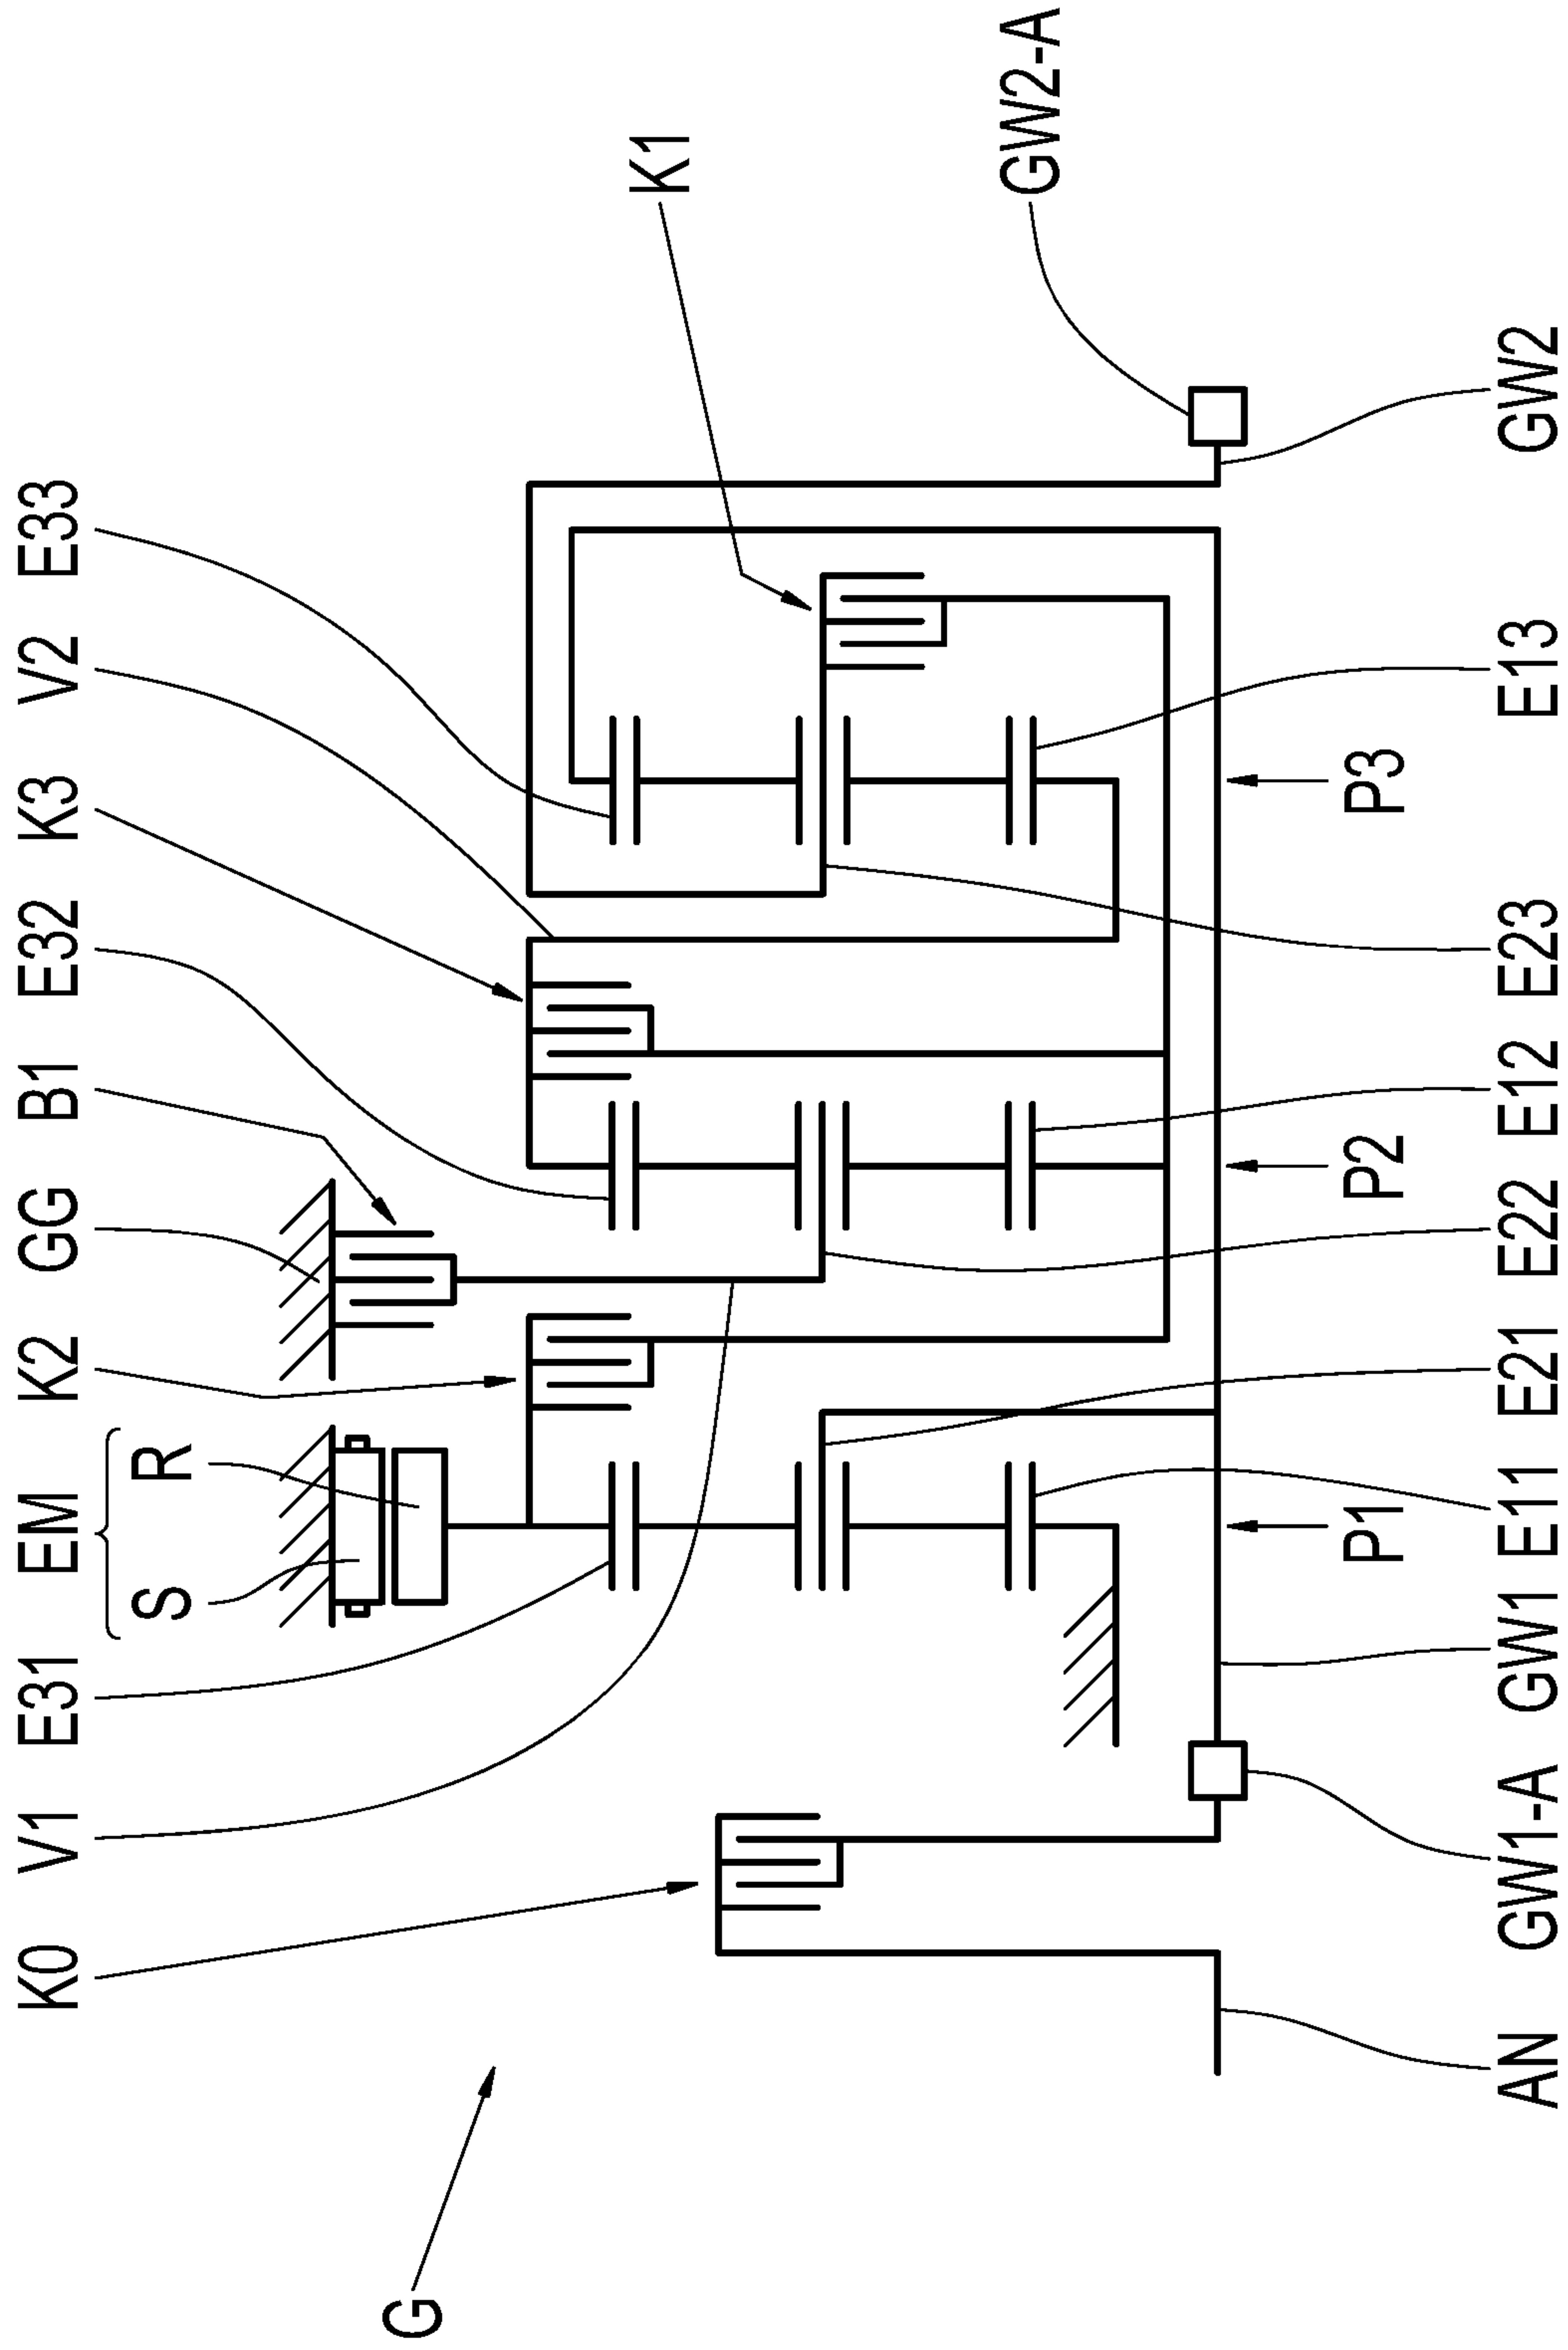 K0 V1 E31 EM K2 GG B1 E32 K3 V2 E33
S R
K1
GW2-A
G
P1 P2 P3
AN GW1-A GW1 E11 E21 E22 E12 E23 E13 GW2